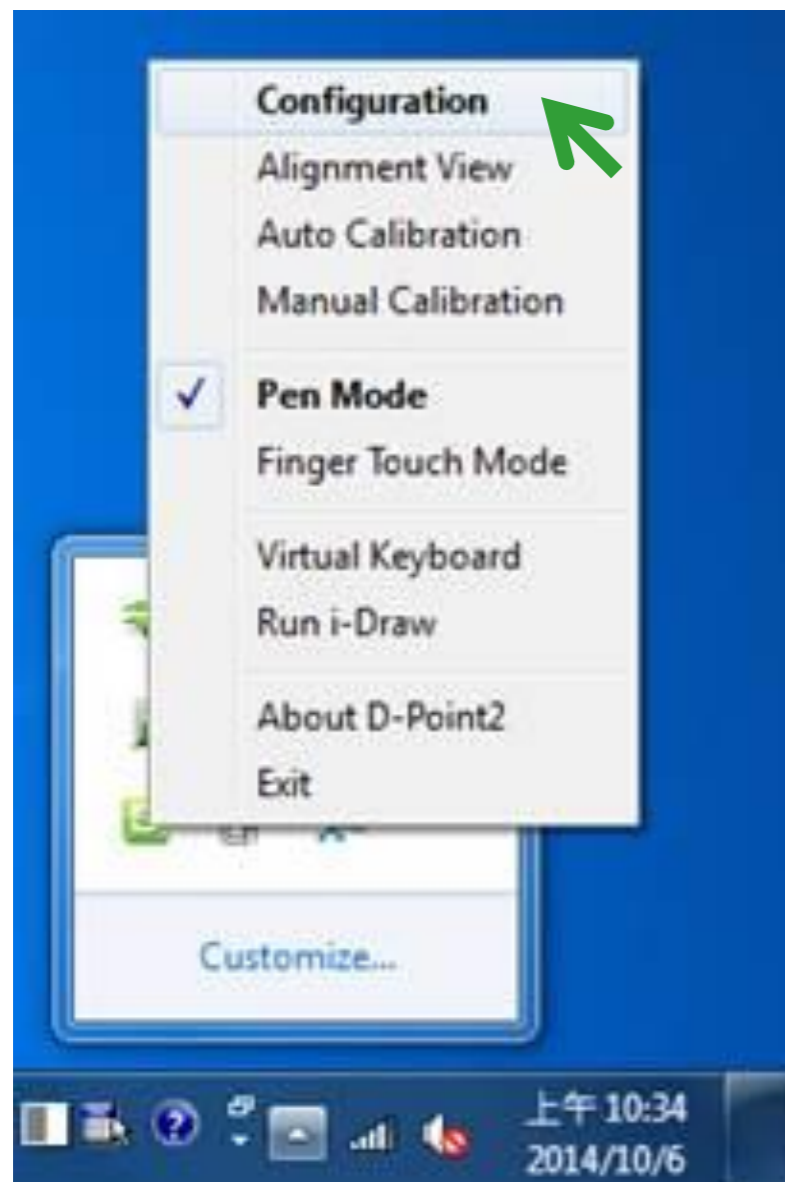 Configuration
Alignment View
Auto Calibration
Manual Calibration
Pen Mode
Finger Touch Mode
Virtual Keyboard
Run i-Draw
About D-Point2
Exit
Customize...
上午 10:34
2014/10/6